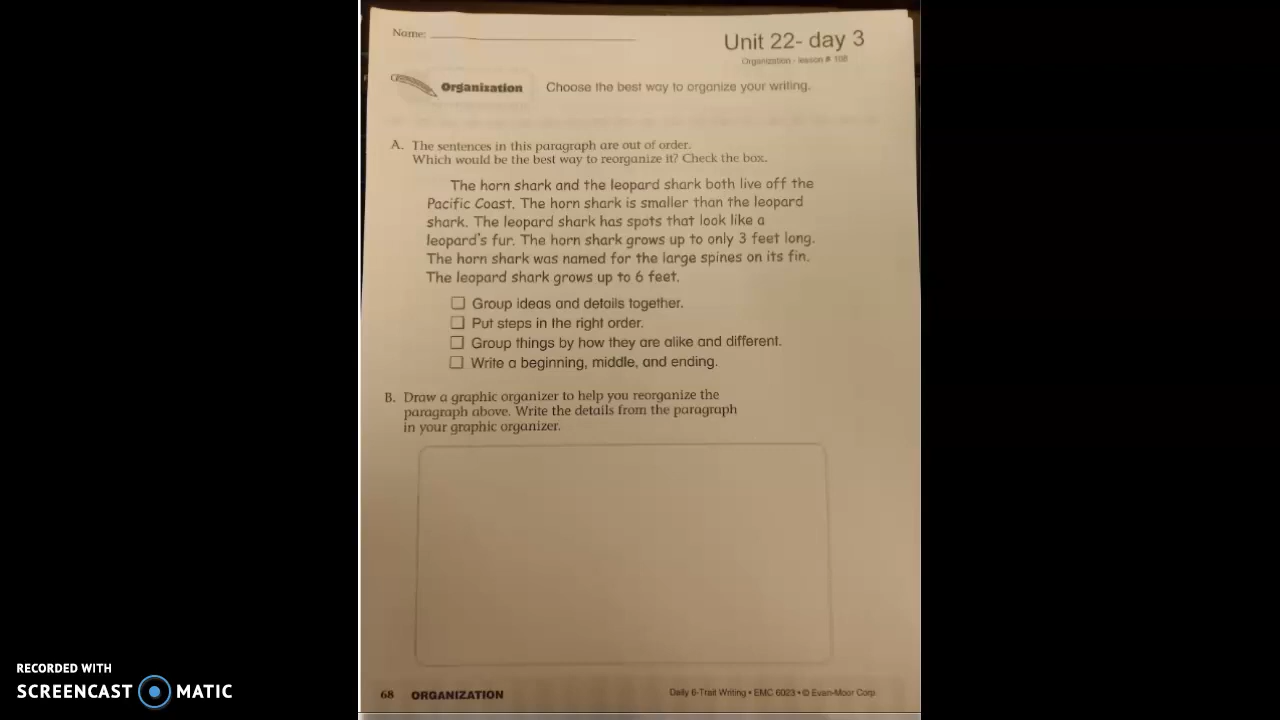 Name:
Unit 22- day 3
Organization - lesson # 108
Organization Choose the best way to organize your writing.
A. The sentences in this paragraph are out of order.
Which would be the best way to reorganize it? Check the box.
The horn shark and the leopard shark both live off the
Pacific Coast. The horn shark is smaller than the leopard
shark. The leopard shark has spots that look like a
leopard's fur. The horn shark grows up to only 3 feet long.
The horn shark was named for the large spines on its fin.
The leopard shark grows up to 6 feet.
Group ideas and details together.
Put steps in the right order.
Group things by how they are alike and different.
Write a beginning, middle, and ending.
B. Draw a graphic organizer to help you reorganize the
paragraph above. Write the details from the paragraph
in your graphic organizer.
68 ORGANIZATION
Daily 6-Trait Writing • EMC 6023 • © Evan-Moor Corp.
RECORDED WITH
SCREENCAST MATIC